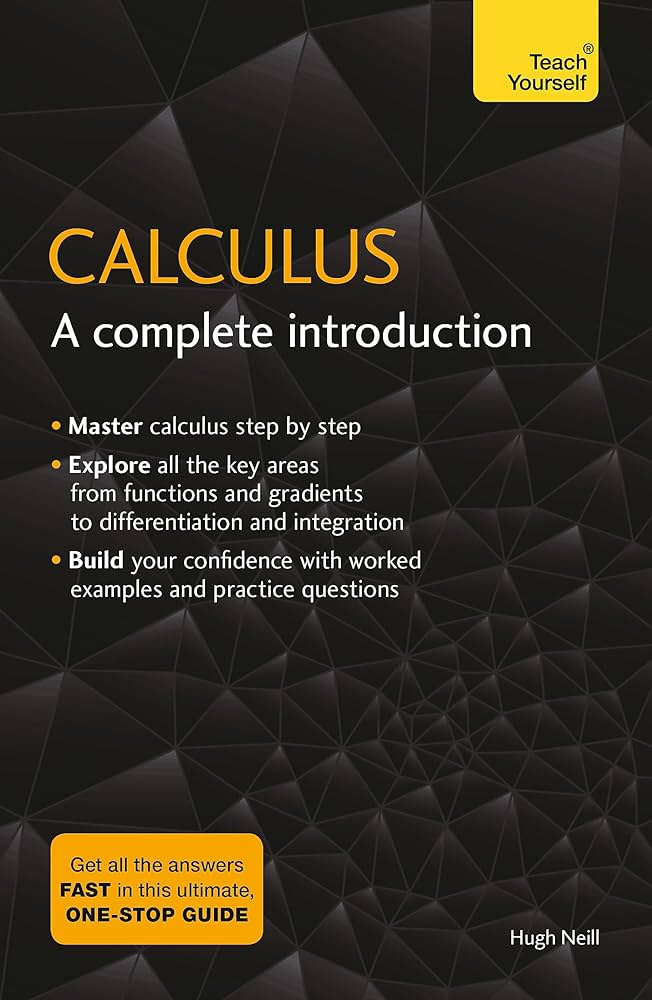 Teach®
Yourself
CALCULUS
A complete introduction
• Master calculus step by step
• Explore all the key areas
from functions and gradients
to differentiation and integration
• Build your confidence with worked
examples and practice questions
Get all the answers
FAST in this ultimate,
ONE-STOP GUIDE
Hugh Neill